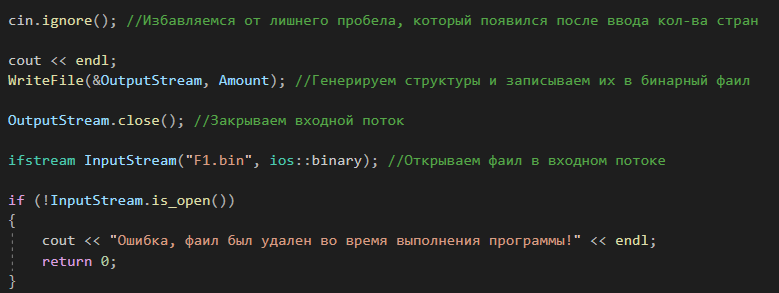 cin.ignore(); //Избавляемся от лишнего пробела, который появился после ввода кол-ва стран
cout << endl;
WriteFile(&OutputStream, Amount); //Генерируем структуры и записываем их в бинарный фаил
OutputStream.close(); //Закрываем входной поток
ifstream InputStream("F1.bin", ios::binary); //Открываем фаил в входном потоке
if (!InputStream.is_open())
{
cout << "Ошибка, фаил был удален во время выполнения программы!" << endl;
return 0;
}